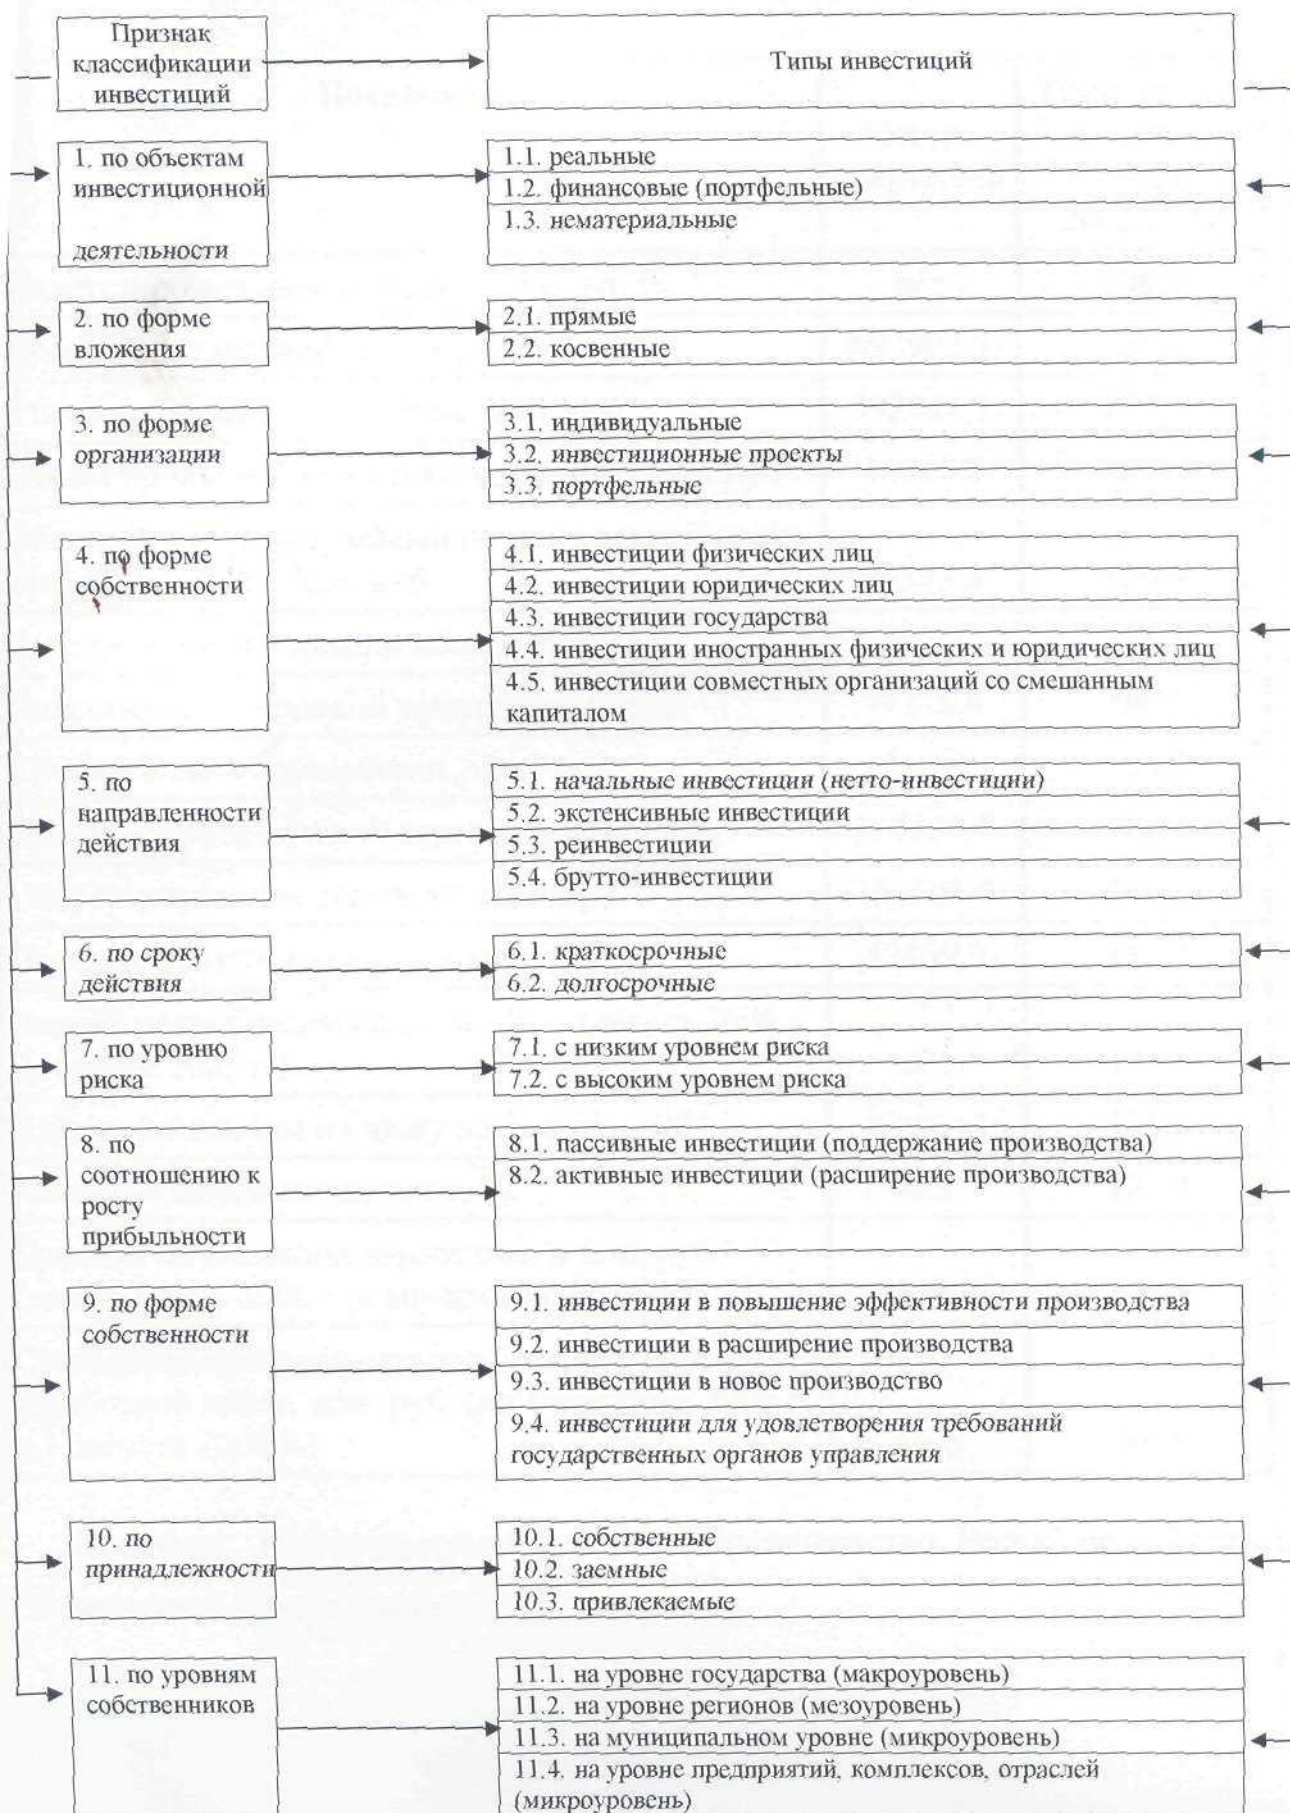 Признак
классификации
инвестиций
Типы инвестиций
1. по объектам
инвестиционной
деятельности
1.1. реальные
1.2. финансовые (портфельные)
1.3. нематериальные
2. по форме
вложения
2.1. прямые
2.2. косвенные
3. по форме
организации
3.1. индивидуальные
3.2. инвестиционные проекты
3.3. портфельные
4. по форме
собственности
4.1. инвестиции физических лиц
4.2. инвестиции юридических лиц
4.3. инвестиции государства
4.4. инвестиции иностранных физических и юридических лиц
4.5. инвестиции совместных организаций со смешанным
капиталом
5. по
направленности
действия
5.1. начальные инвестиции (нетто-инвестиции)
5.2. экстенсивные инвестиции
5.3. реинвестиции
5.4. брутто-инвестиции
6. по сроку
действия
6.1. краткосрочные
6.2. долгосрочные
7. по уровню
риска
7.1. с низким уровнем риска
7.2. с высоким уровнем риска
8. по
соотношению к
росту
прибыльности
8.1. пассивные инвестиции (поддержание производства)
8.2. активные инвестиции (расширение производства)
9. по форме
собственности
9.1. инвестиции в повышение эффективности производства
9.2. инвестиции в расширение производства
9.3. инвестиции в новое производство
9.4. инвестиции для удовлетворения требований
государственных органов управления
10. по
принадлежности
10.1. собственные
10.2. заемные
10.3. привлекаемые
11. по уровням
собственников
11.1. на уровне государства (макроуровень)
11.2. на уровне регионов (мезоуровень)
11.3. на муниципальном уровне (микроуровень)
11.4. на уровне предприятий, комплексов, отраслей
(микроуровень)